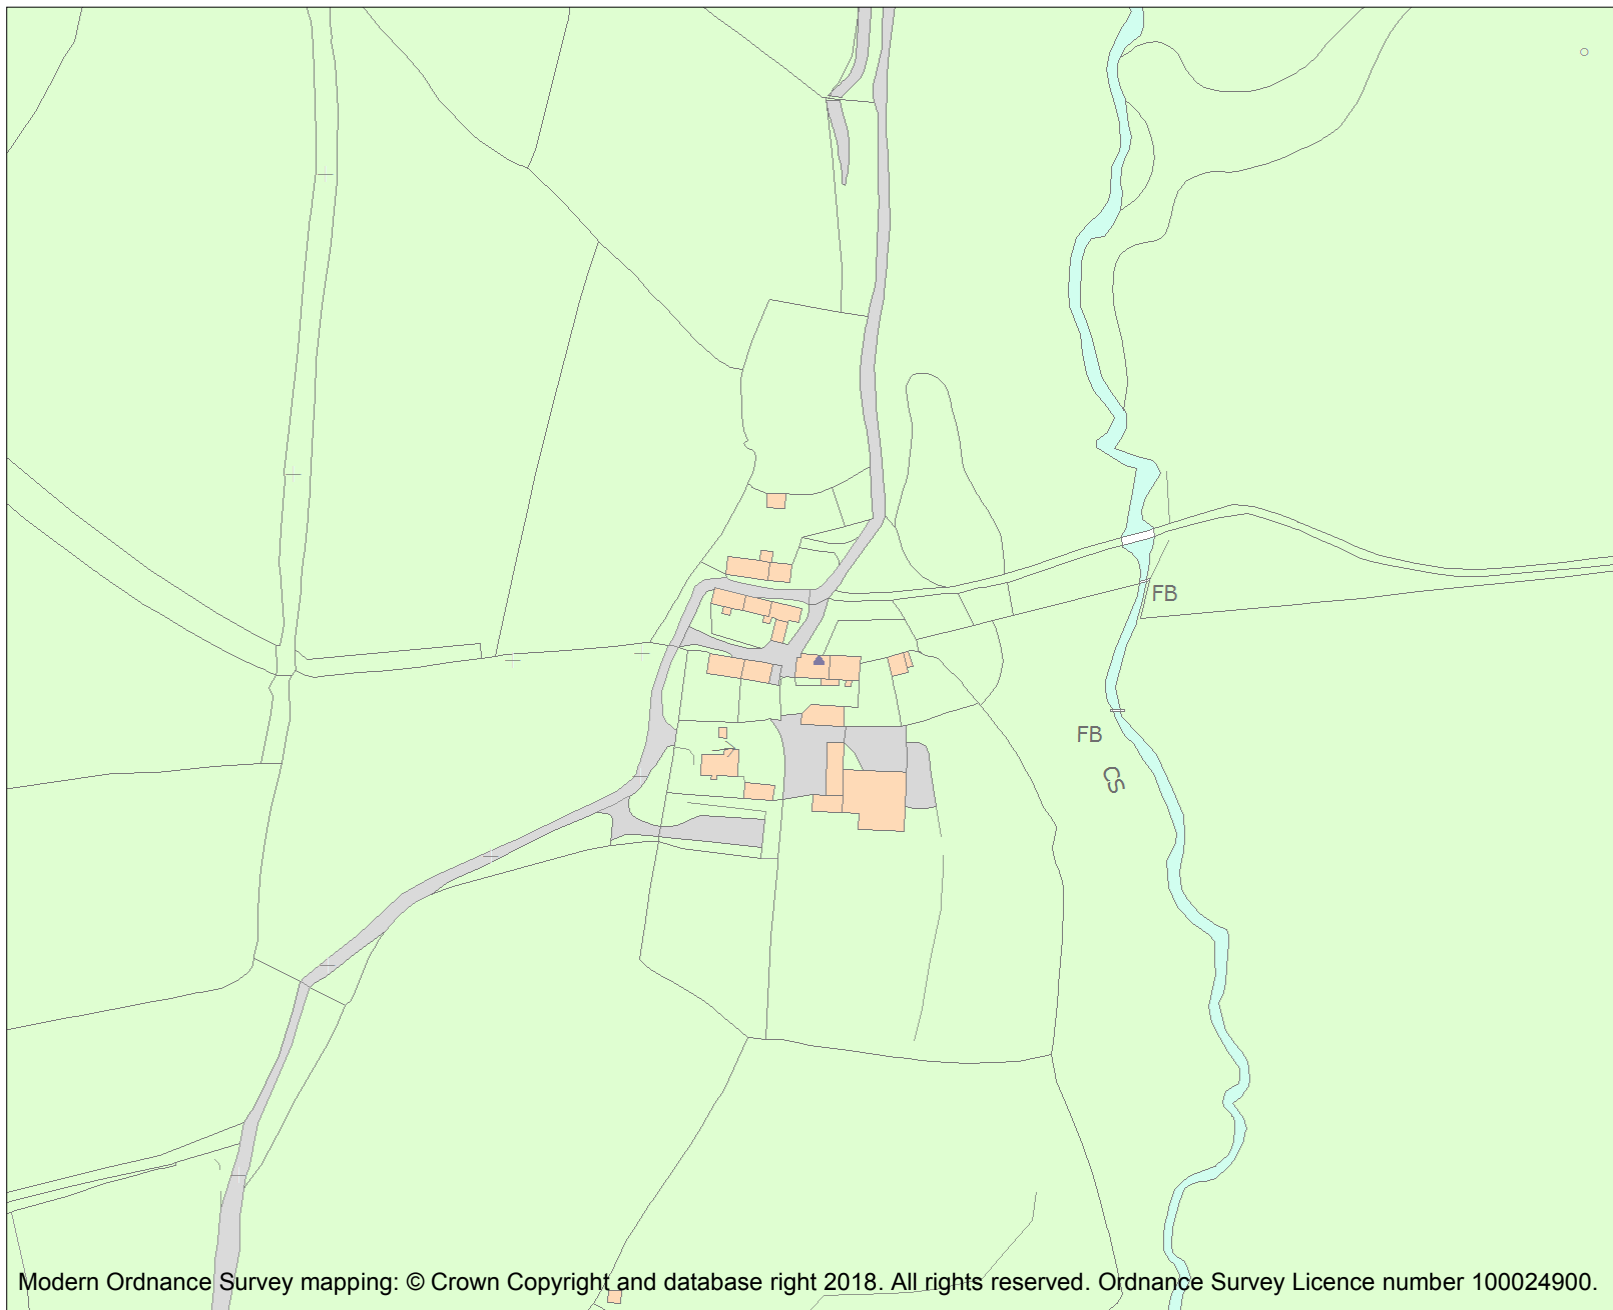 FB
FB
CS
Modern Ordnance Survey mapping: © Crown Copyright and database right 2018. All rights reserved. Ordnance Survey Licence number 100024900.